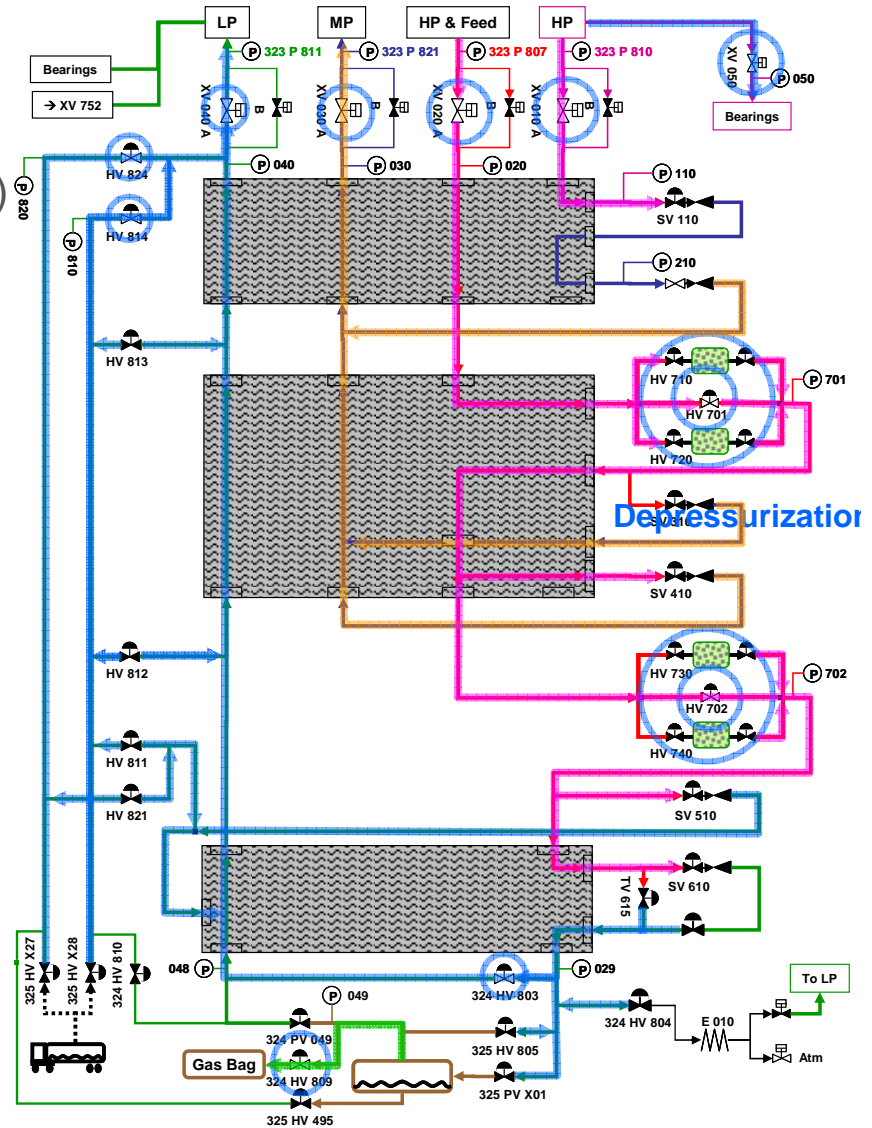 LP
MP
HP & Feed
HP
P 323 P 811
P 323 P 821
P 323 P 807
P 323 P 810
Bearings
→ XV 752
XV 040 A
B
XV 030 A
B
XV 020 A
B
XV 010 A
B
XV 050
P 050
Bearings
P 820
HV 824
P 040
P 030
P 020
P 110
HV 814
P 810
SV 110
P 210
HV 813
HV 710
P 701
HV 701
HV 720
SV 310
Depressurization
SV 410
HV 812
HV 730
P 702
HV 702
HV 740
HV 811
HV 821
SV 510
SV 610
TV 615
325 HV X27
325 HV X28
324 HV 810
048 P
P 029
324 HV 803
To LP
P 049
324 PV 049
324 HV 804
E 010
325 HV 805
Atm
Gas Bag
324 HV 809
325 PV X01
325 HV 495